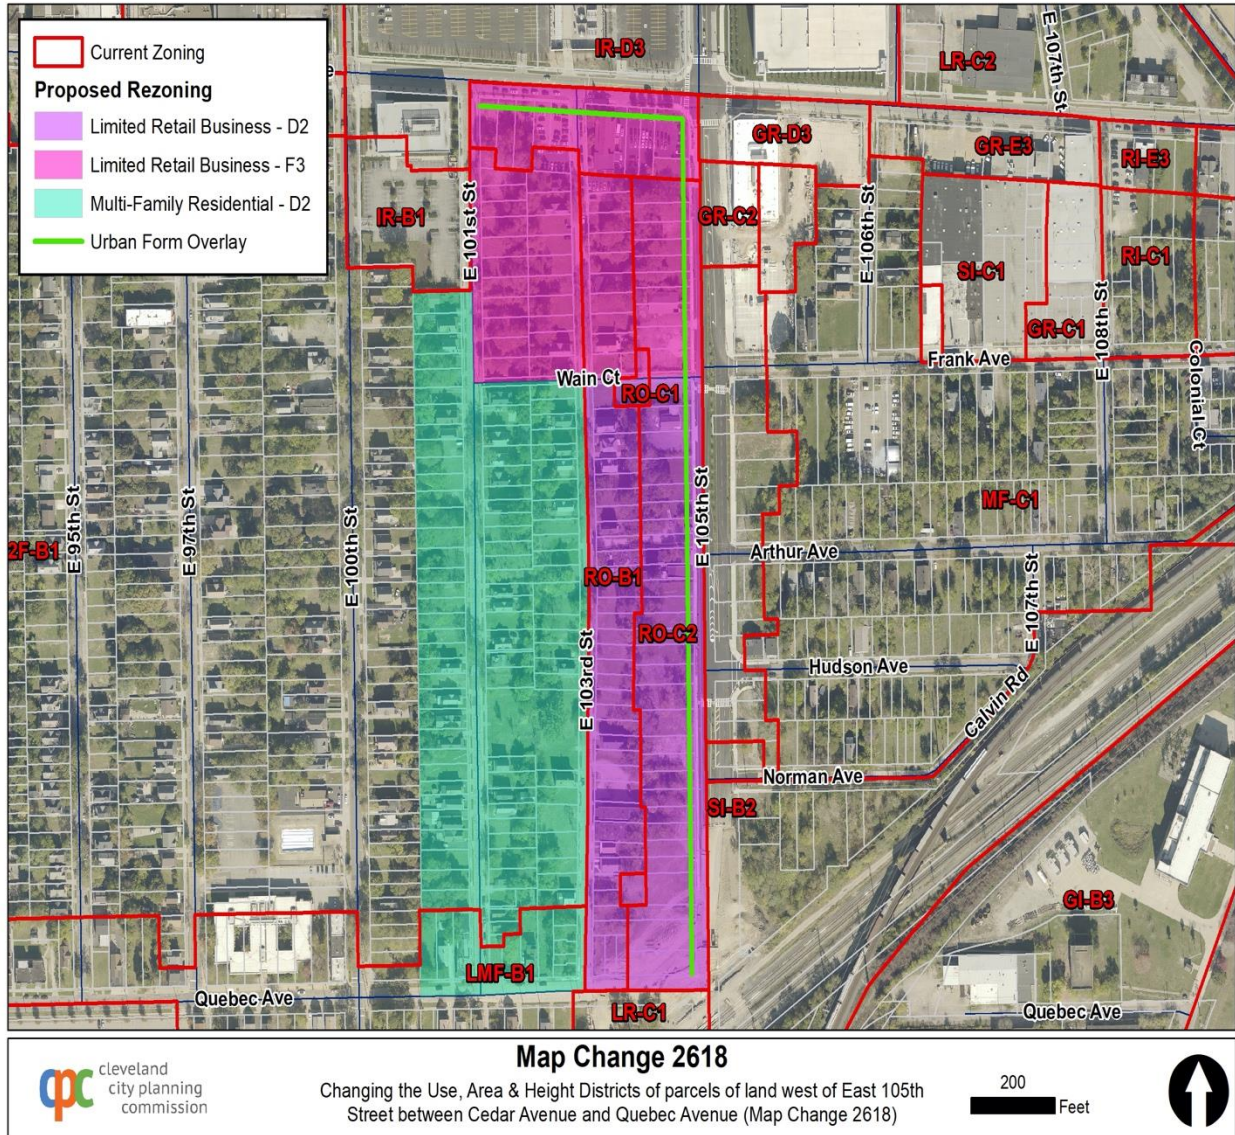 Current Zoning
Proposed Rezoning
Limited Retail Business - D2
Limited Retail Business - F3
Multi-Family Residential - D2
Urban Form Overlay
IR-D3
LR-C2
E 107th St
GR-D3
GR-E3
RI-E3
IR-B1
E 101st St
GR-C2
E 106th St
SI-C1
RI-C1
GR-C1
E 108th St
Colonial Ct
Frank Ave
Wain Ct
RO-C1
2F-B1
E 95th St
E 97th St
E 100th St
E 105th St
MF-C1
Arthur Ave
RO-B1
RO-C2
E 103rd St
E 107th St
Hudson Ave
Calvin Rd
Norman Ave
SI-B2
GI-B3
LMF-B1
Quebec Ave
LR-C1
Quebec Ave
cpc cleveland
city planning
commission
Map Change 2618
Changing the Use, Area & Height Districts of parcels of land west of East 105th
Street between Cedar Avenue and Quebec Avenue (Map Change 2618)
200
Feet